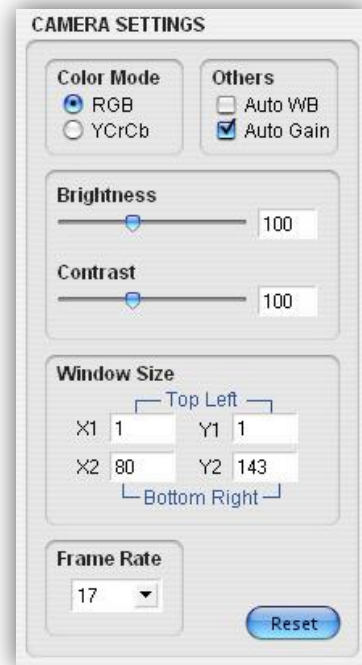 CAMERA SETTINGS
Color Mode
RGB
YCrCb
Others
Auto WB
Auto Gain
Brightness
100
Contrast
100
Window Size
Top Left
X1 1 Y1 1
X2 80 Y2 143
Bottom Right
Frame Rate
17
Reset